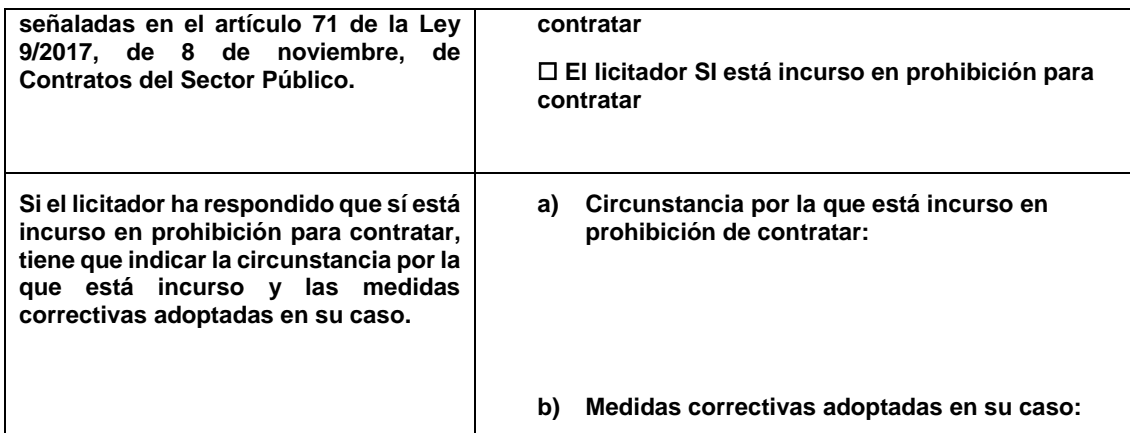 señaladas en el artículo 71 de la Ley
9/2017, de 8 de noviembre, de
Contratos del Sector Público.
contratar
☐ El licitador SI está incurso en prohibición para
contratar
Si el licitador ha respondido que sí está
incurso en prohibición para contratar,
tiene que indicar la circunstancia por la
que está incurso y las medidas
correctivas adoptadas en su caso.
a) Circunstancia por la que está incurso en
prohibición de contratar:
b) Medidas correctivas adoptadas en su caso: